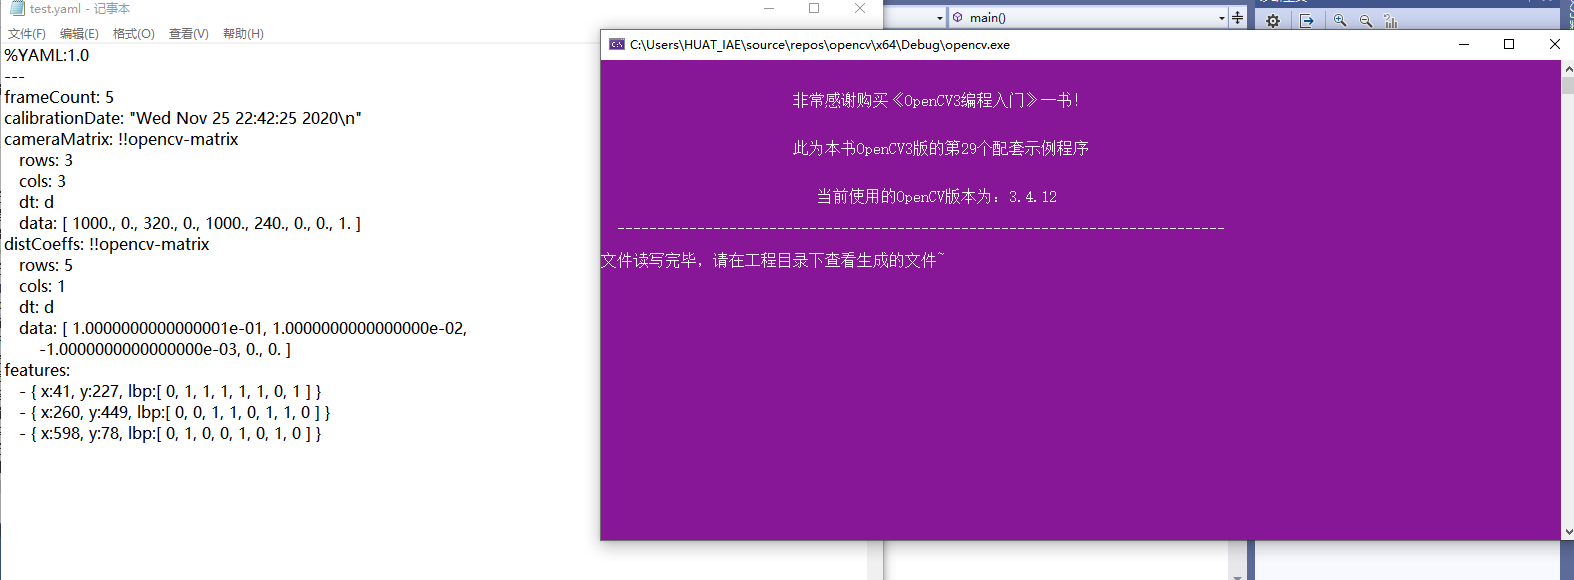 test.yaml - 记事本
文件(F) 编辑(E) 格式(O) 查看(V) 帮助(H)
%YAML:1.0
---
frameCount: 5
calibrationDate: "Wed Nov 25 22:42:25 2020\n"
cameraMatrix: !!opencv-matrix
rows: 3
cols: 3
dt: d
data: [ 1000., 0., 320., 0., 1000., 240., 0., 0., 1. ]
distCoeffs: !!opencv-matrix
rows: 5
cols: 1
dt: d
data: [ 1.0000000000000001e-01, 1.0000000000000000e-02,
-1.0000000000000000e-03, 0., 0. ]
features:
- { x:41, y:227, lbp:[ 0, 1, 1, 1, 1, 1, 0, 1 ] }
- { x:260, y:449, lbp:[ 0, 0, 1, 1, 0, 1, 1, 0 ] }
- { x:598, y:78, lbp:[ 0, 1, 0, 0, 1, 0, 1, 0 ] }
main()
C:\Users\HUAT_IAE\source\repos\opencv\x64\Debug\opencv.exe
非常感谢购买《OpenCV3编程入门》一书!
此为本书OpenCV3版的第29个配套示例程序
当前使用的OpenCV版本为: 3.4.12
----------------------------------------------------------------------------
文件读写完毕，请在工程目录下查看生成的文件~